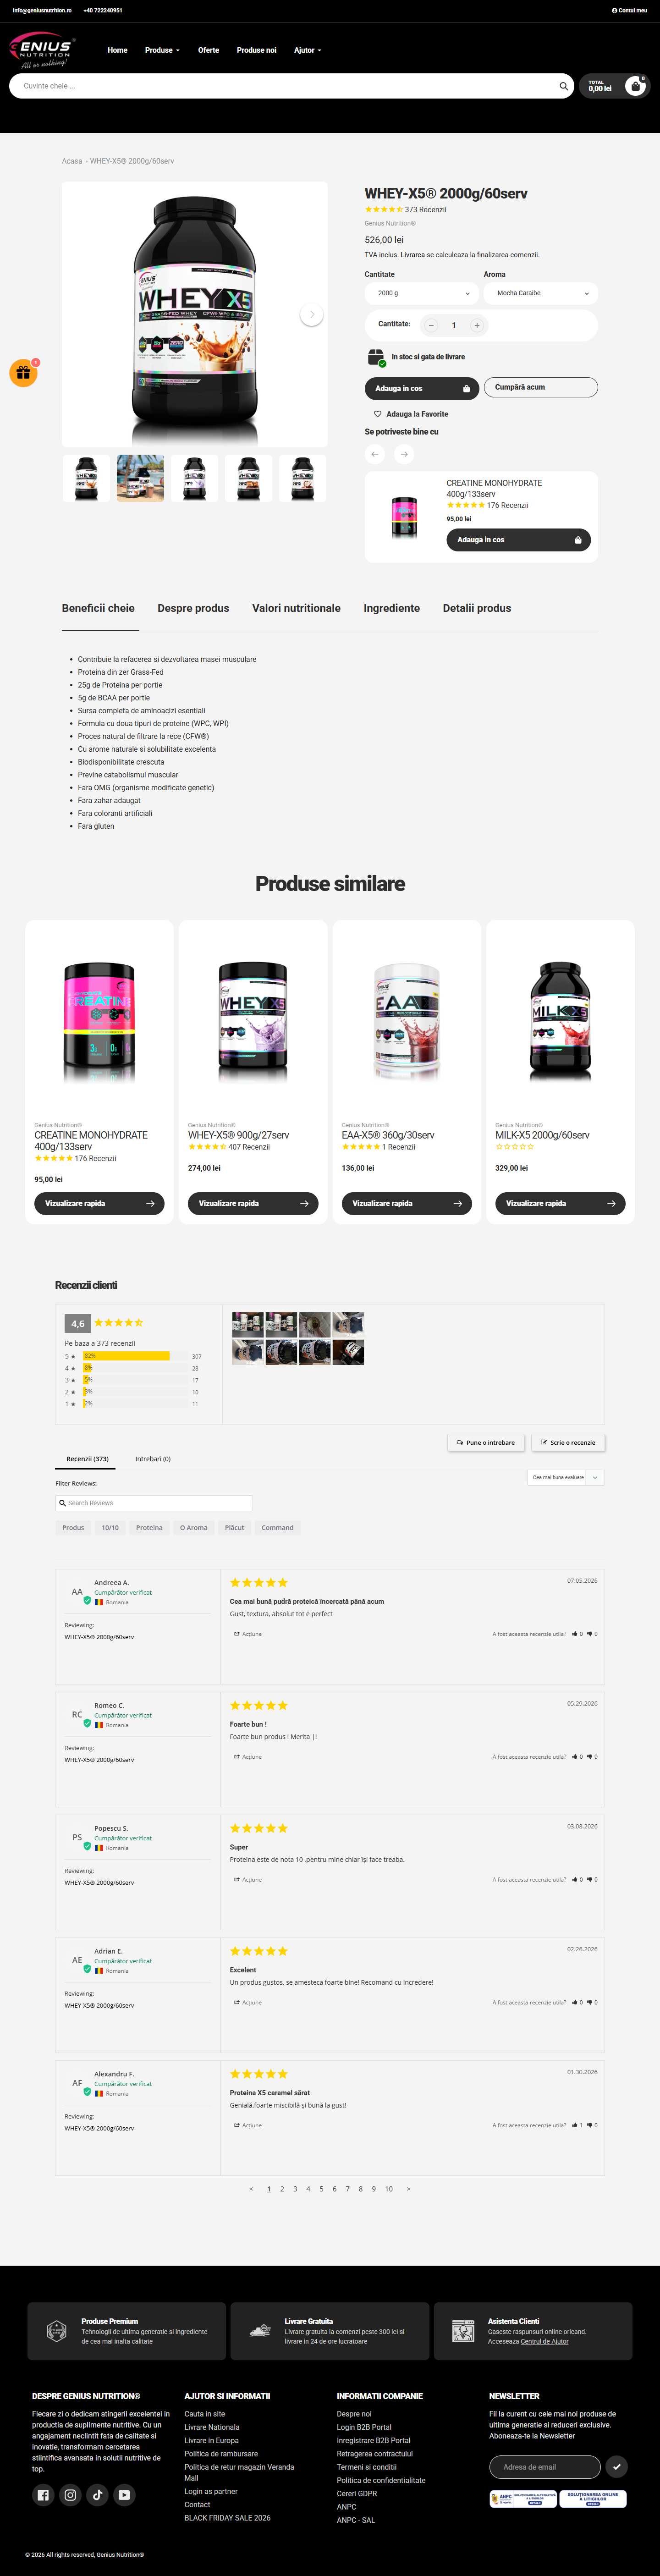 info@geniusnutrition.ro
+40 722240951
Contul meu
ENIUS®
NUTRITION
All or nothing!
Home
Produse
Oferte
Produse noi
Ajutor
Cuvinte cheie ...
TOTAL
0,00 lei
0
Acasa › WHEY-X5® 2000g/60serv
WHEY X5
WHEY-X5® 2000g/60serv
373 Recenzii
Genius Nutrition®
526,00 lei
TVA inclus. Livrarea se calculeaza la finalizarea comenzii.
Cantitate
Aroma
2000 g
Mocha Caraibe
Cantitate:
1
In stoc si gata de livrare
Adauga in cos
Cumpără acum
Adauga la Favorite
Se potriveste bine cu
CREATINE MONOHYDRATE
400g/133serv
176 Recenzii
95,00 lei
Adauga in cos
Beneficii cheie
Despre produs
Valori nutritionale
Ingrediente
Detalii produs
Contribuie la refacerea si dezvoltarea masei musculare
Proteina din zer Grass-Fed
25g de Proteina per portie
5g de BCAA per portie
Sursa completa de aminoacizi esentiali
Formula cu doua tipuri de proteine (WPC, WPI)
Proces natural de filtrare la rece (CFW®)
Cu arome naturale si solubilitate excelenta
Biodisponibilitate crescuta
Previne catabolismul muscular
Fara OMG (organisme modificate genetic)
Fara zahar adaugat
Fara coloranti artificiali
Fara gluten
Produse similare
CREATINE
WHEY X5
EAA
MILK X5
Genius Nutrition®
CREATINE MONOHYDRATE
400g/133serv
176 Recenzii
95,00 lei
Vizualizare rapida
Genius Nutrition®
WHEY-X5® 900g/27serv
407 Recenzii
274,00 lei
Vizualizare rapida
Genius Nutrition®
EAA-X5® 360g/30serv
1 Recenzii
136,00 lei
Vizualizare rapida
Genius Nutrition®
MILK-X5 2000g/60serv
329,00 lei
Vizualizare rapida
Recenzii clienti
4,6
Pe baza a 373 recenzii
5 ★ 82% 307
4 ★ 8% 28
3 ★ 5% 17
2 ★ 3% 10
1 ★ 2% 11
Pune o intrebare
Scrie o recenzie
Recenzii (373)
Intrebari (0)
Filter Reviews:
Cea mai buna evaluare
Search Reviews
Produs
10/10
Proteina
O Aroma
Plăcut
Command
AA
Andreea A.
Cumpărător verificat
Romania
Reviewing:
WHEY-X5® 2000g/60serv
07.05.2026
Cea mai bună pudră proteică încercată până acum
Gust, textura, absolut tot e perfect
Acțiune
A fost aceasta recenzie utila? 0 0
RC
Romeo C.
Cumpărător verificat
Romania
Reviewing:
WHEY-X5® 2000g/60serv
05.29.2026
Foarte bun !
Foarte bun produs ! Merita |!
Acțiune
A fost aceasta recenzie utila? 0 0
PS
Popescu S.
Cumpărător verificat
Romania
Reviewing:
WHEY-X5® 2000g/60serv
03.08.2026
Super
Proteina este de nota 10 ,pentru mine chiar își face treaba.
Acțiune
A fost aceasta recenzie utila? 0 0
AE
Adrian E.
Cumpărător verificat
Romania
Reviewing:
WHEY-X5® 2000g/60serv
02.26.2026
Excelent
Un produs gustos, se amesteca foarte bine! Recomand cu incredere!
Acțiune
A fost aceasta recenzie utila? 0 0
AF
Alexandru F.
Cumpărător verificat
Romania
Reviewing:
WHEY-X5® 2000g/60serv
01.30.2026
Proteina X5 caramel sărat
Genială,foarte miscibilă și bună la gust!
Acțiune
A fost aceasta recenzie utila? 1 0
< 1 2 3 4 5 6 7 8 9 10 >
Produse Premium
Tehnologii de ultima generatie si ingrediente
de cea mai inalta calitate
Livrare Gratuita
Livrare gratuita la comenzi peste 300 lei si
livrare in 24 de ore lucratoare
Asistenta Clienti
Gaseste raspunsuri online oricand.
Acceseaza Centrul de Ajutor
DESPRE GENIUS NUTRITION®
Fiecare zi o dedicam atingerii excelentei in
productia de suplimente nutritive. Cu un
angajament neclintit fata de calitate si
inovatie, transformam cercetarea
stiintifica avansata in solutii nutritive de
top.
AJUTOR SI INFORMATII
Cauta in site
Livrare Nationala
Livrare in Europa
Politica de rambursare
Politica de retur magazin Veranda
Mall
Login as partner
Contact
BLACK FRIDAY SALE 2026
INFORMATII COMPANIE
Despre noi
Login B2B Portal
Inregistrare B2B Portal
Retragerea contractului
Termeni si conditii
Politica de confidentialitate
Cereri GDPR
ANPC
ANPC - SAL
NEWSLETTER
Fii la curent cu cele mai noi produse de
ultima generatie si reduceri exclusive.
Aboneaza-te la Newsletter
Adresa de email
ANPC
SOLUȚIONAREA ALTERNATIVĂ
A LITIGIILOR
DETALII
SOLUȚIONAREA ONLINE
A LITIGIILOR
DETALII
© 2026 All rights reserved, Genius Nutrition®